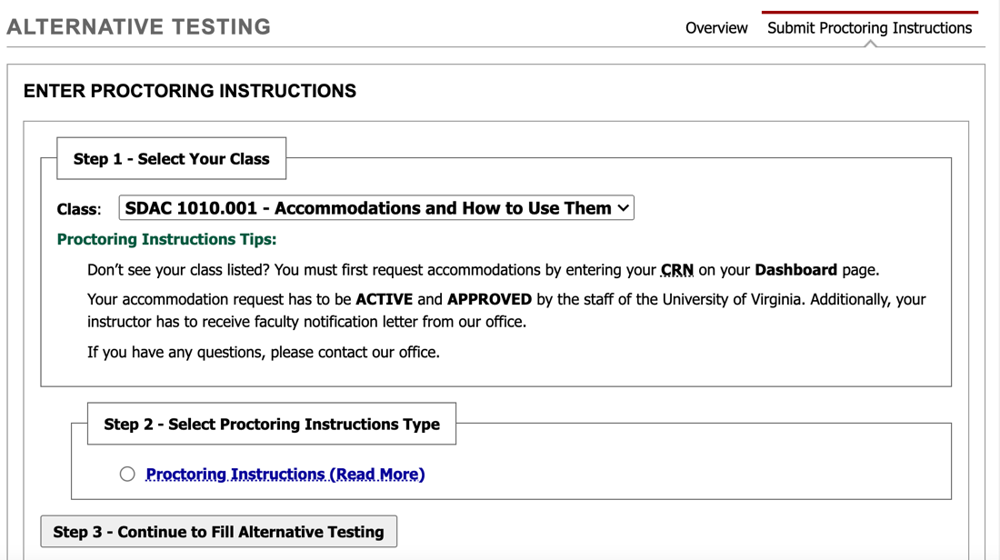 ALTERNATIVE TESTING
Overview
Submit Proctoring Instructions
ENTER PROCTORING INSTRUCTIONS
Step 1 - Select Your Class
Class: SDAC 1010.001 - Accommodations and How to Use Them
Proctoring Instructions Tips:
Don’t see your class listed? You must first request accommodations by entering your CRN on your Dashboard page.
Your accommodation request has to be ACTIVE and APPROVED by the staff of the University of Virginia. Additionally, your
instructor has to receive faculty notification letter from our office.
If you have any questions, please contact our office.
Step 2 - Select Proctoring Instructions Type
Proctoring Instructions (Read More)
Step 3 - Continue to Fill Alternative Testing